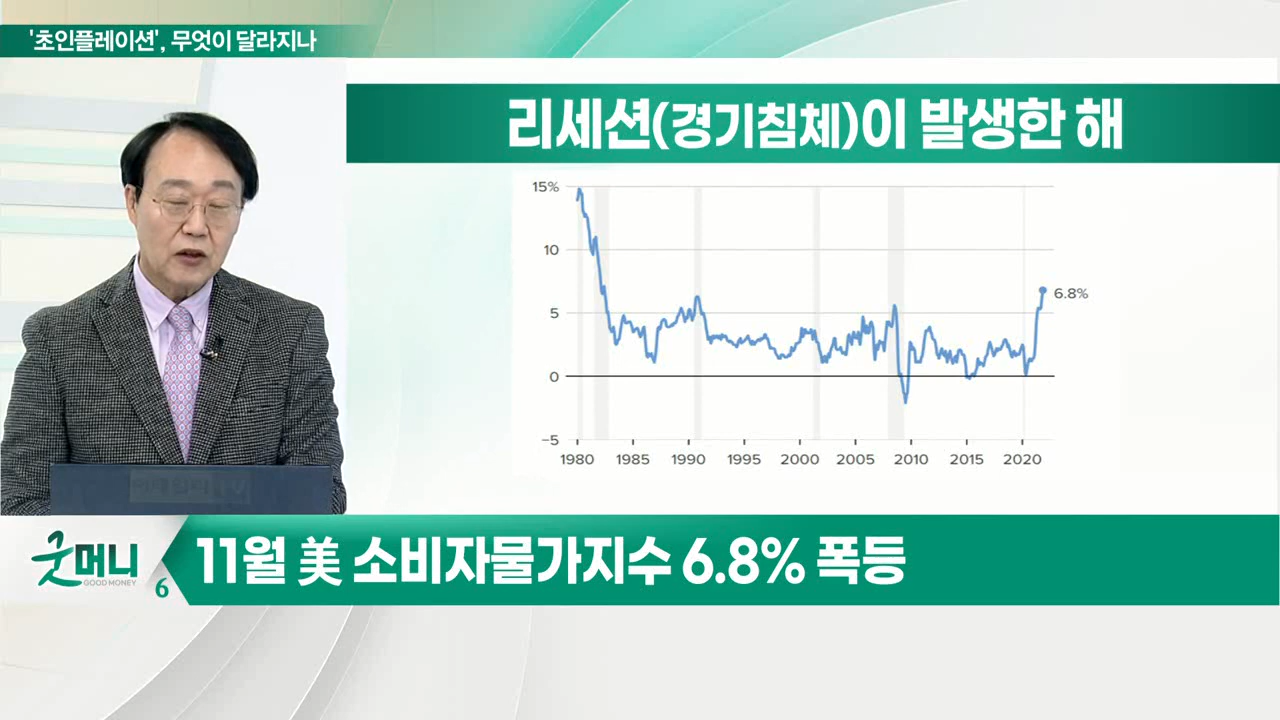 '초인플레이션', 무엇이 달라지나
리세션(경기침체)이 발생한 해
15%
10
5
0
-5
6.8%
1980 1985 1990 1995 2000 2005 2010 2015 2020
굿머니
GOOD MONEY
6
11월 美 소비자물가지수 6.8% 폭등